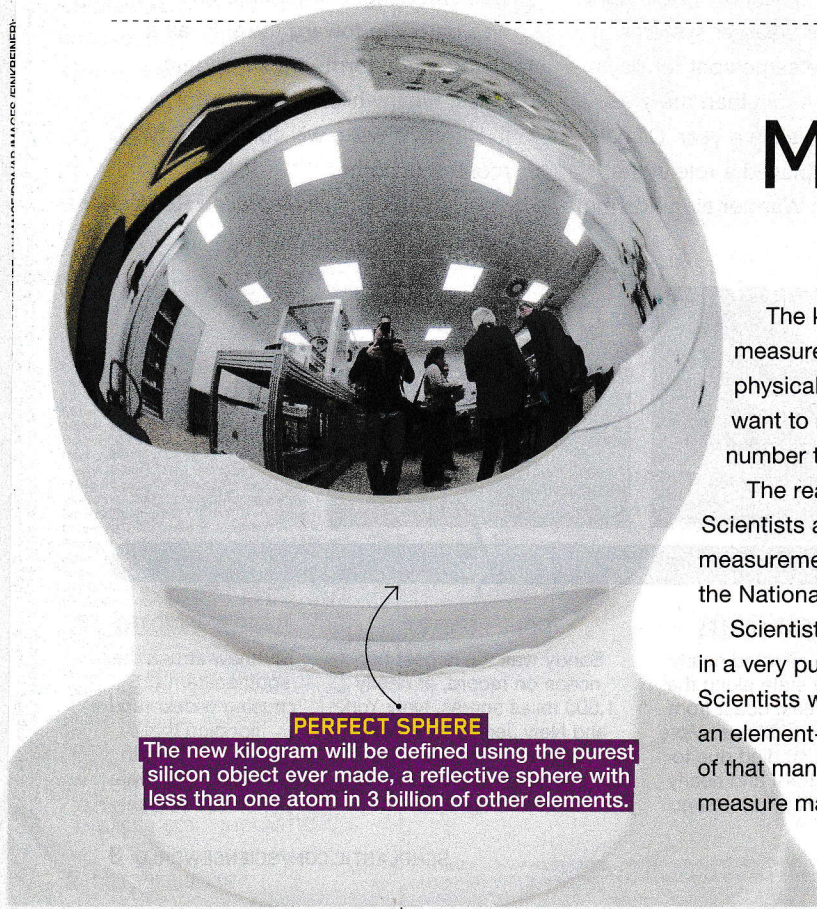 M
The k
measure
physical
want to
number t
The rea
Scientists a
measureme
the Nationa
Scientist
in a very pu
Scientists w
an element-
of that man
measure ma
PERFECT SPHERE
The new kilogram will be defined using the purest
silicon object ever made, a reflective sphere with
less than one atom in 3 billion of other elements.